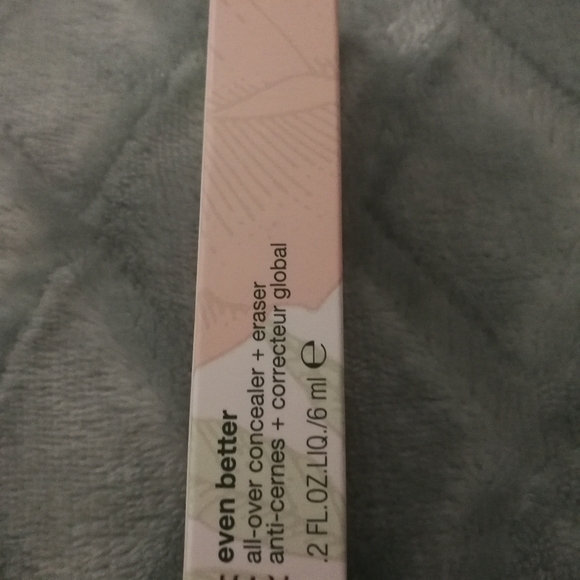 even better
all-over concealer + eraser
anti-cernes + correcteur global
.2 FL.OZ.LIQ./6 ml e